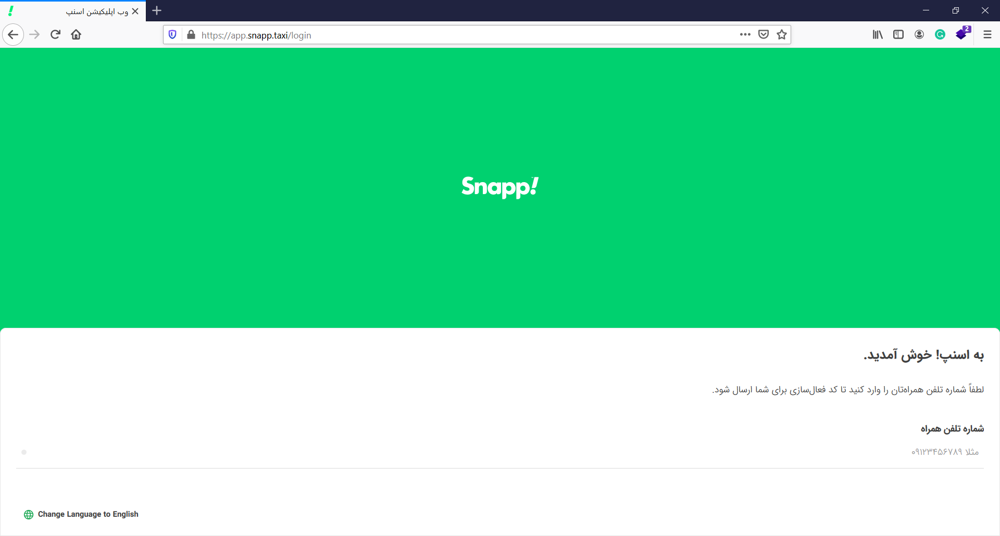 وب اپلیکیشن اسنپ
https://app.snapp.taxi/login
2
Snapp!
به اسنپ! خوش آمدید.
لطفاً شماره تلفن همراه‌تان را وارد کنید تا کد فعال‌سازی برای شما ارسال شود.
شماره تلفن همراه
مثلا ۰۹۱۲۳۴۵۶۷۸۹
Change Language to English